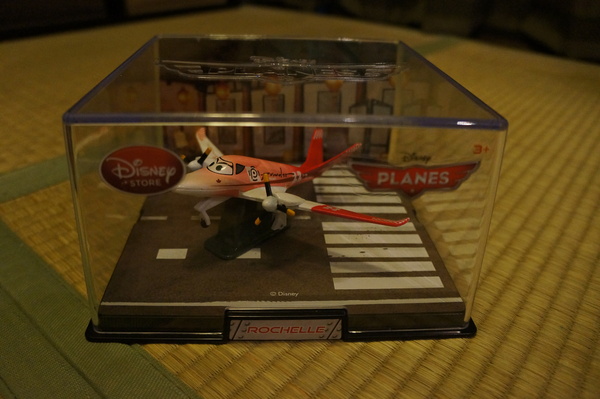 Disney
STORE
Disney
PLANES
3+
© Disney
ROCHELLE